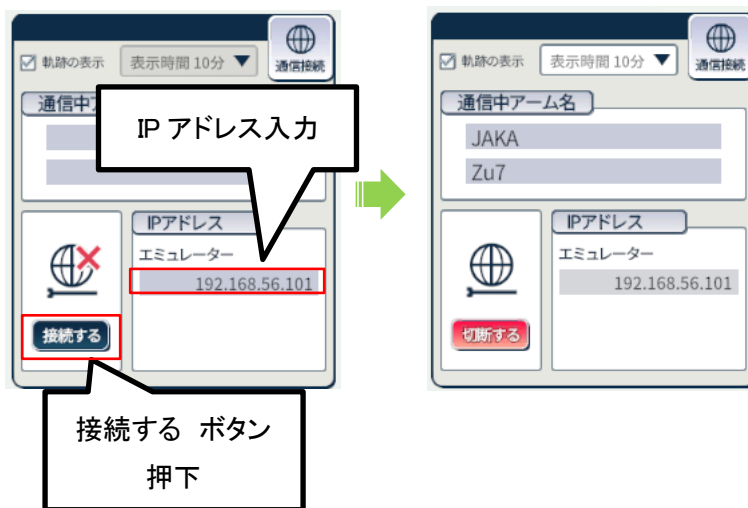 軌跡の表示
表示時間 10分
通信接続
通信中
IP アドレス入力
IPアドレス
エミュレーター
192.168.56.101
接続する
接続する ボタン
押下
軌跡の表示
表示時間 10分
通信接続
通信中アーム名
JAKA
Zu7
IPアドレス
エミュレーター
192.168.56.101
切断する